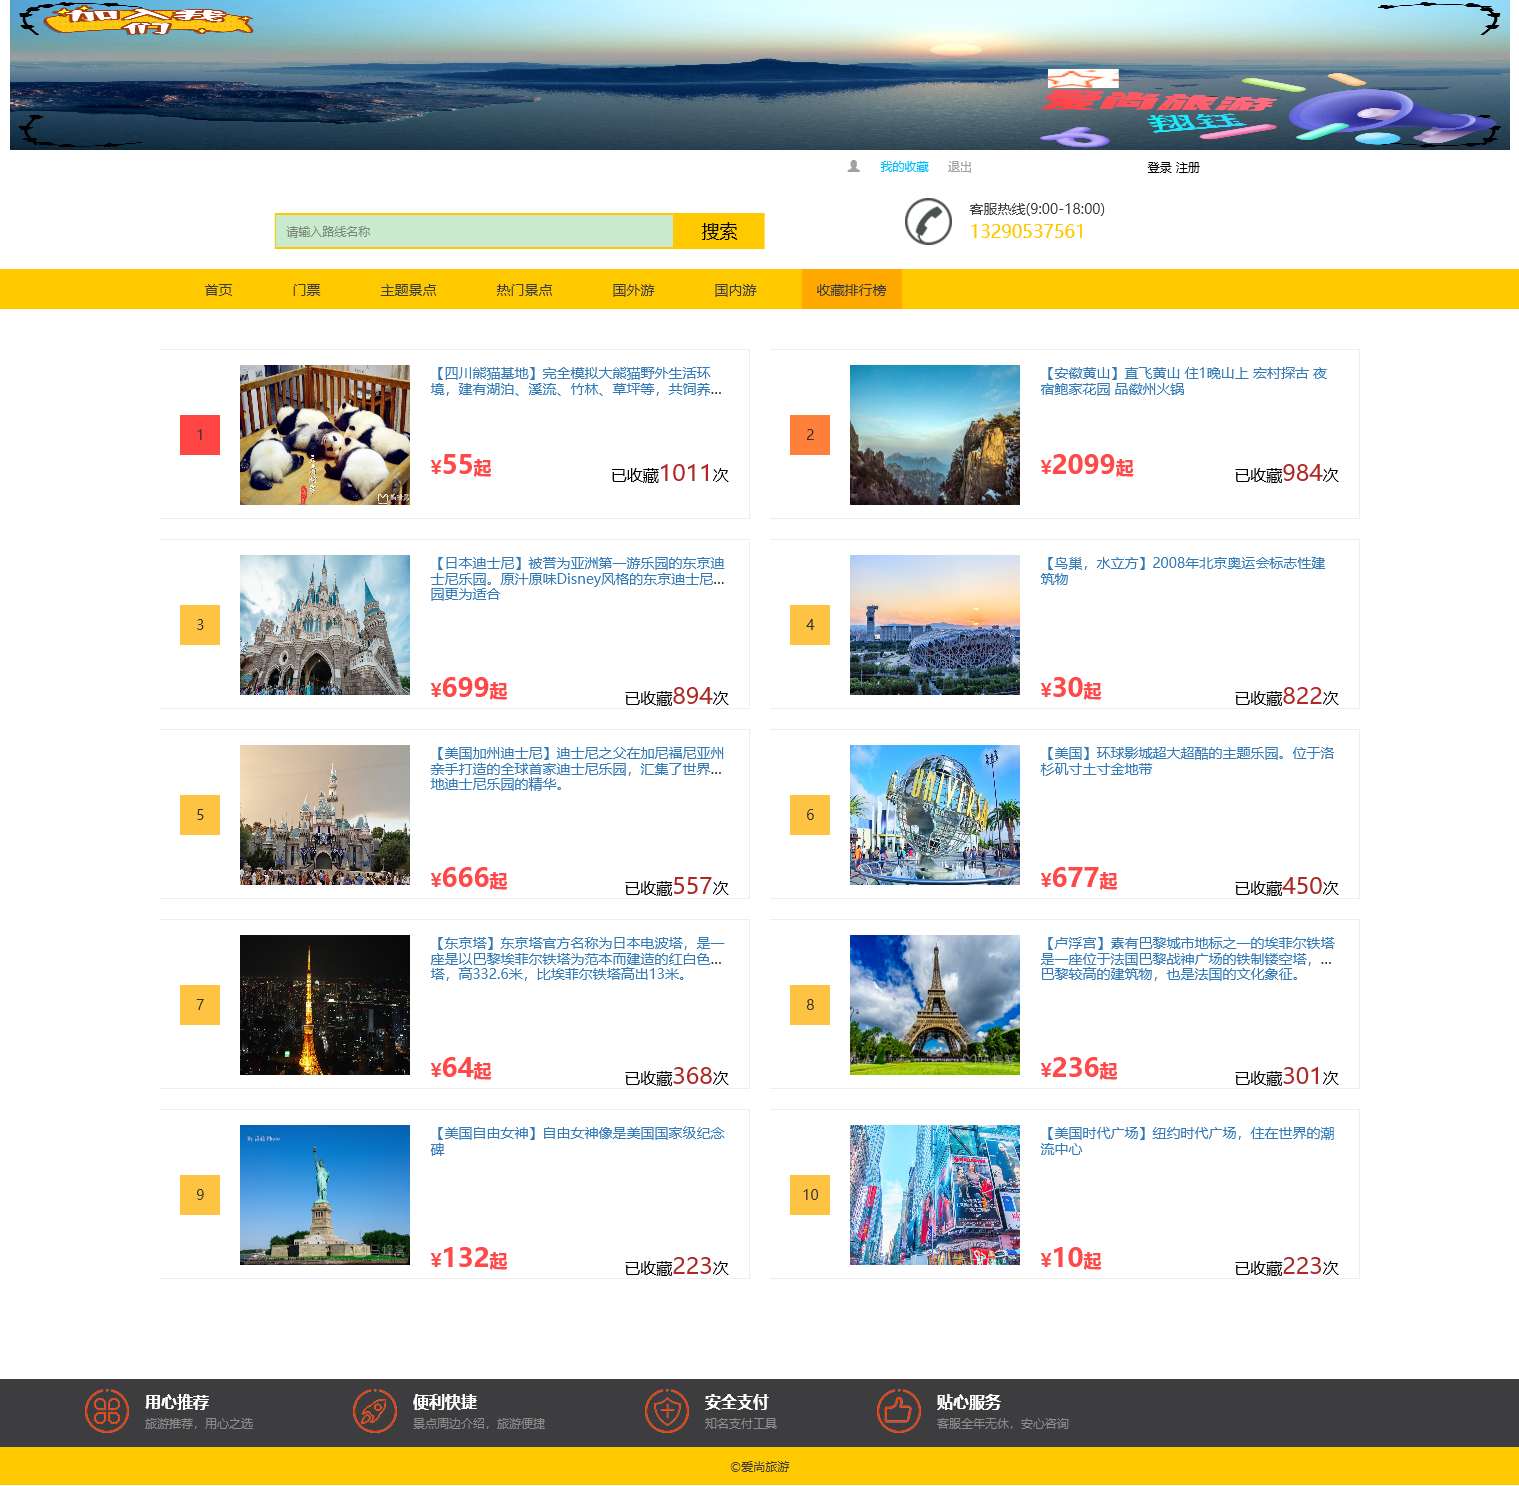 加入我
们
爱尚旅游
翔钰
我的收藏 退出 登录 注册
客服热线(9:00-18:00)
请输入路线名称 搜索
13290537561
首页 门票 主题景点 热门景点 国外游 国内游 收藏排行榜
1
【四川熊猫基地】完全模拟大熊猫野外生活环
境，建有湖泊、溪流、竹林、草坪等，共饲养...
¥55起
已收藏1011次
2
【安徽黄山】直飞黄山 住1晚山上 宏村探古 夜
宿鲍家花园 品徽州火锅
¥2099起
已收藏984次
3
【日本迪士尼】被誉为亚洲第一游乐园的东京迪
士尼乐园。原汁原味Disney风格的东京迪士尼...
园更为适合
¥699起
已收藏894次
4
【鸟巢，水立方】2008年北京奥运会标志性建
筑物
¥30起
已收藏822次
5
【美国加州迪士尼】迪士尼之父在加尼福尼亚州
亲手打造的全球首家迪士尼乐园，汇集了世界...
地迪士尼乐园的精华。
¥666起
已收藏557次
6
UNIVERSA
【美国】环球影城超大超酷的主题乐园。位于洛
杉矶寸土寸金地带
¥677起
已收藏450次
7
【东京塔】东京塔官方名称为日本电波塔，是一
座是以巴黎埃菲尔铁塔为范本而建造的红白色...
塔，高332.6米，比埃菲尔铁塔高出13米。
¥64起
已收藏368次
8
【卢浮宫】素有巴黎城市地标之一的埃菲尔铁塔
是一座位于法国巴黎战神广场的铁制镂空塔，...
巴黎较高的建筑物，也是法国的文化象征。
¥236起
已收藏301次
9
【美国自由女神】自由女神像是美国国家级纪念
碑
¥132起
已收藏223次
10
【美国时代广场】纽约时代广场，住在世界的潮
流中心
¥10起
已收藏223次
用心推荐
旅游推荐，用心之选
便利快捷
景点周边介绍，旅游便捷
安全支付
知名支付工具
贴心服务
客服全年无休，安心咨询
©爱尚旅游